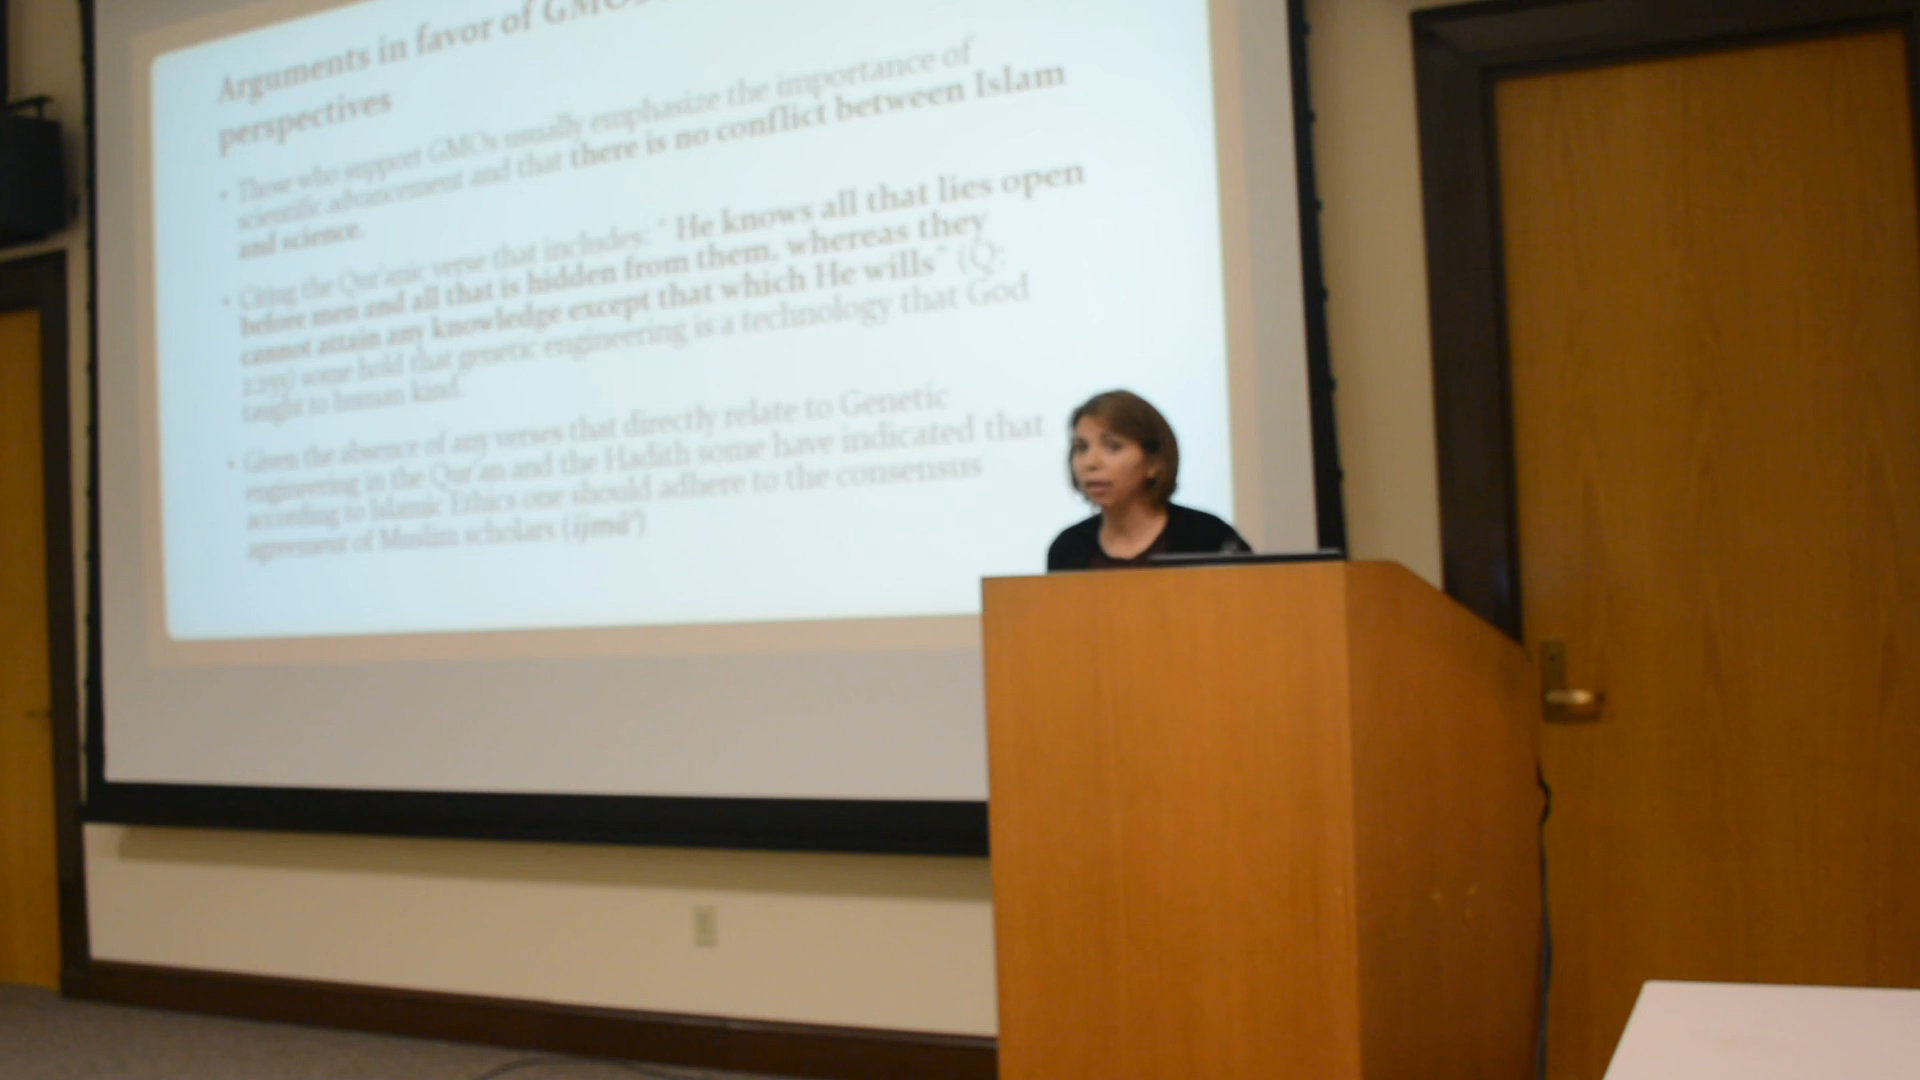 Arguments in favor of GMOs
perspectives
• Those who support GMOs usually emphasize the importance of
scientific advancement and that there is no conflict between Islam
and science.
• Citing the Qur'anic verse that includes: " He knows all that lies open
before men and all that is hidden from them, whereas they
cannot attain any knowledge except that which He wills" (Q:
2:255) some hold that genetic engineering is a technology that God
taught to human kind.
• Given the absence of any verses that directly relate to Genetic
engineering in the Qur'an and the Hadith some have indicated that
according to Islamic Ethics one should adhere to the consensus
agreement of Muslim scholars (ijmā')